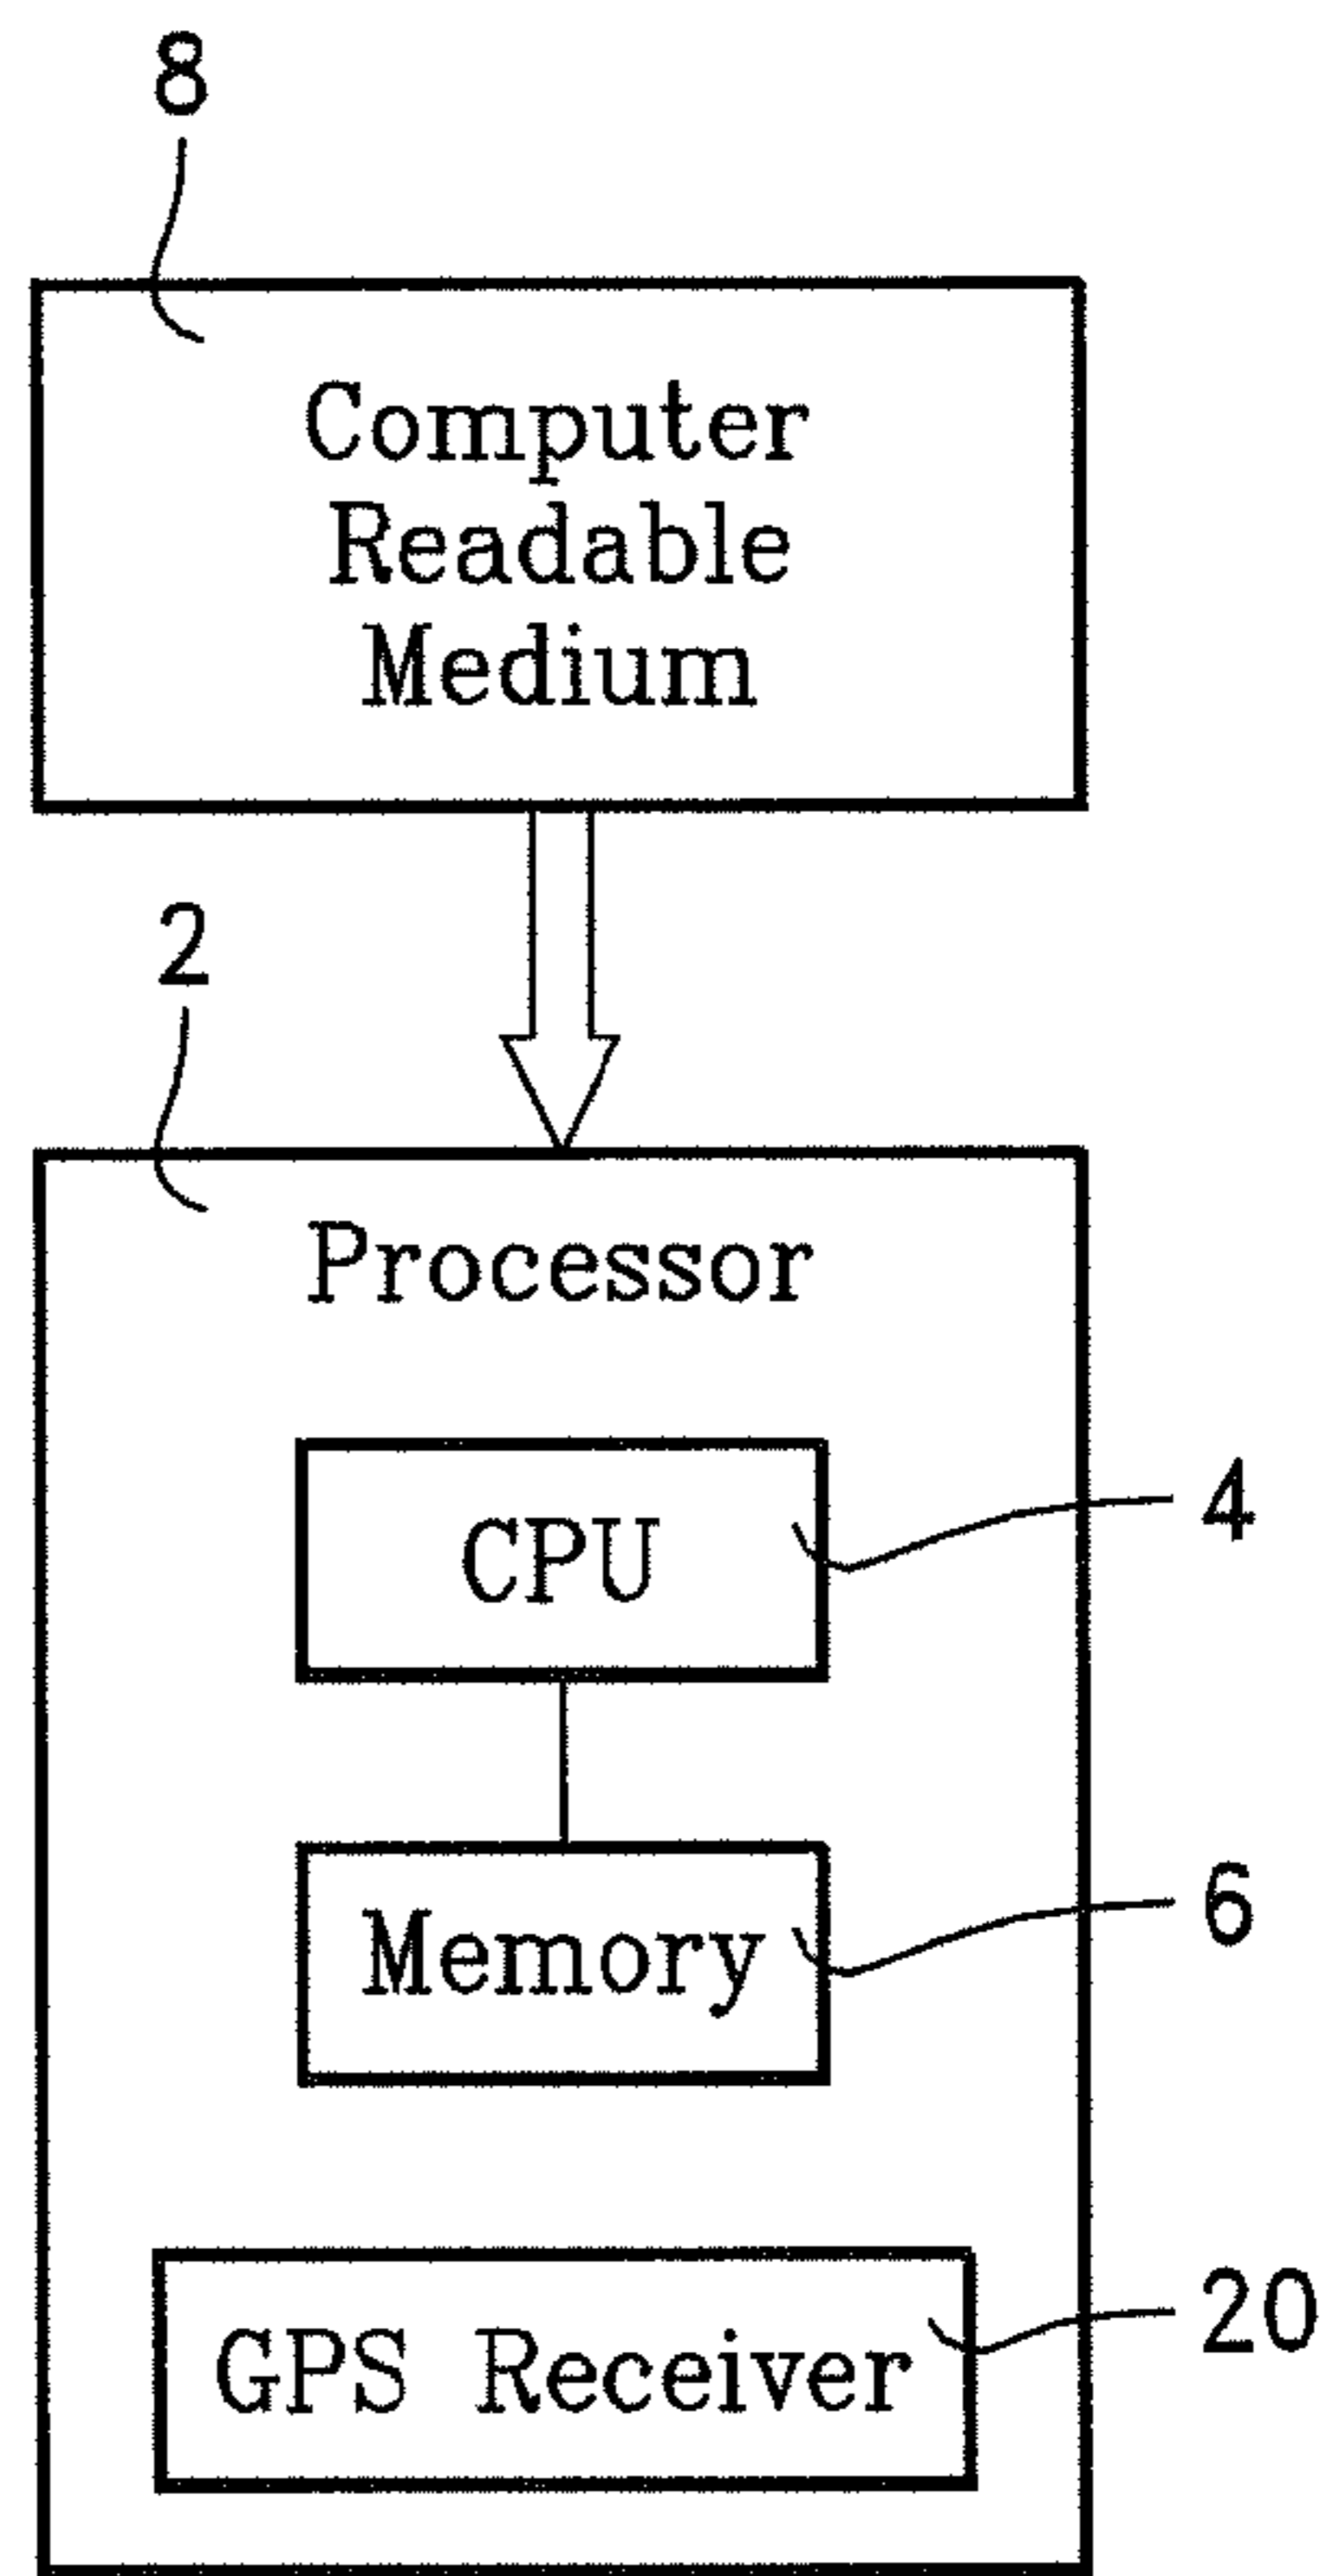 8
Computer
Readable
Medium
2
Processor
CPU
4
Memory
6
GPS Receiver
20